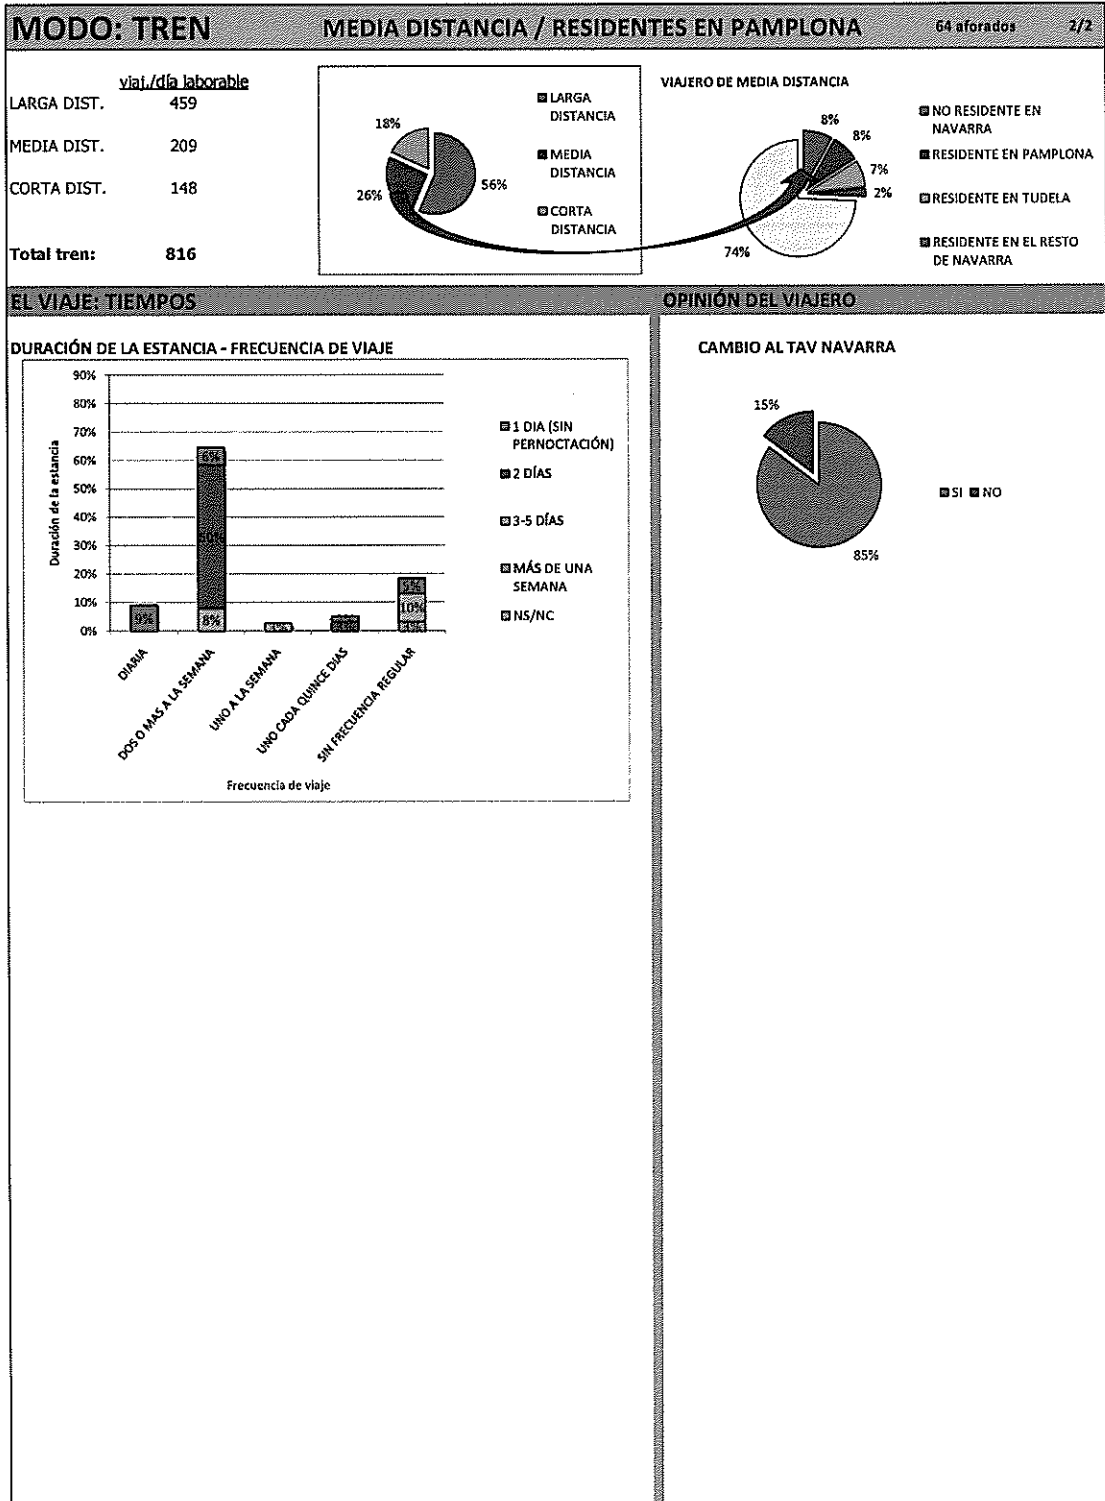 MODO: TREN
MEDIA DISTANCIA / RESIDENTES EN PAMPLONA
64 aforados
2/2
viaj./día laborable
LARGA DIST. 459
MEDIA DIST. 209
CORTA DIST. 148
Total tren: 816
18%
26%
56%
LARGA
DISTANCIA
MEDIA
DISTANCIA
CORTA
DISTANCIA
VIAJERO DE MEDIA DISTANCIA
8%
8%
7%
2%
74%
NO RESIDENTE EN
NAVARRA
RESIDENTE EN PAMPLONA
RESIDENTE EN TUDELA
RESIDENTE EN EL RESTO
DE NAVARRA
EL VIAJE: TIEMPOS
OPINIÓN DEL VIAJERO
DURACIÓN DE LA ESTANCIA - FRECUENCIA DE VIAJE
Duración de la estancia
90%
80%
70%
60%
50%
40%
30%
20%
10%
0%
9%
6%
50%
8%
5%
10%
DIARIA
DOS O MAS A LA SEMANA
UNO A LA SEMANA
UNO CADA QUINCE DIAS
SIN FRECUENCIA REGULAR
Frecuencia de viaje
1 DIA (SIN
PERNOCTACIÓN)
2 DÍAS
3-5 DÍAS
MÁS DE UNA
SEMANA
NS/NC
CAMBIO AL TAV NAVARRA
15%
85%
SI NO